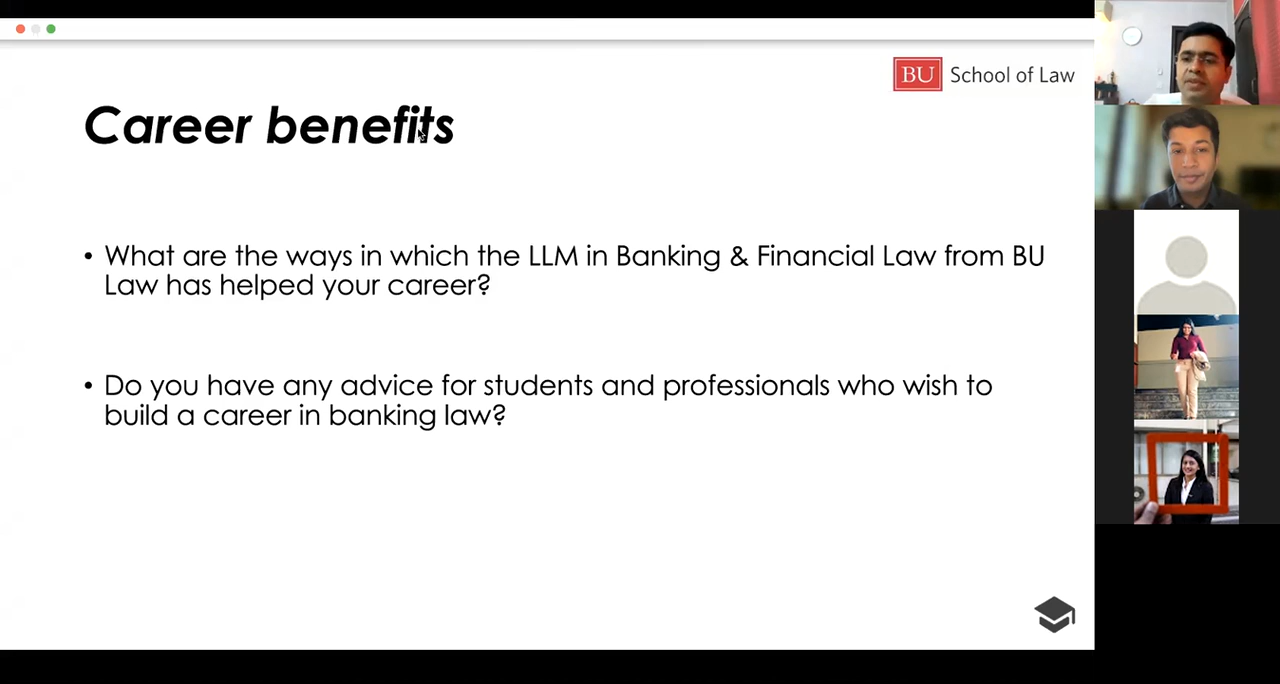 BU School of Law
Career benefits
• What are the ways in which the LLM in Banking & Financial Law from BU
Law has helped your career?
• Do you have any advice for students and professionals who wish to
build a career in banking law?